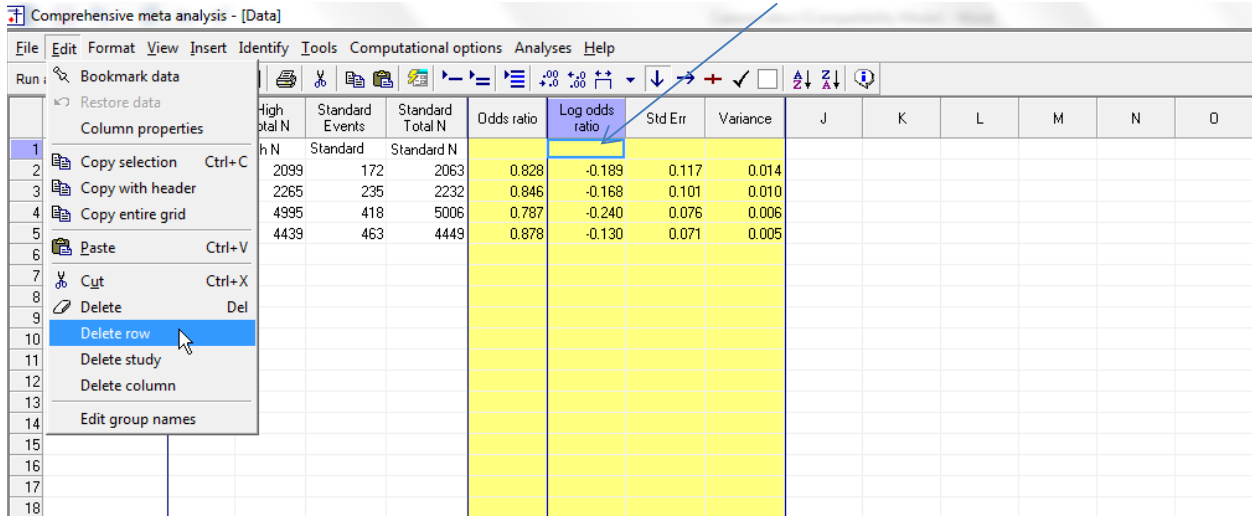 Comprehensive meta analysis - [Data]
File Edit Format View Insert Identify Tools Computational options Analyses Help
Run
Bookmark data
Restore data
Column properties
Copy selection Ctrl+C
Copy with header
Copy entire grid
Paste Ctrl+V
Cut Ctrl+X
Delete Del
Delete row
Delete study
Delete column
Edit group names
High Standard Standard Odds ratio Log odds Std Err Variance J K L M N O
Events Total N ratio
1 h N Standard Standard N
2 2099 172 2063 0.828 -0.189 0.117 0.014
3 2265 235 2232 0.846 -0.168 0.101 0.010
4 4995 418 5006 0.787 -0.240 0.076 0.006
5 4439 463 4449 0.878 -0.130 0.071 0.005
6
7
8
9
10
11
12
13
14
15
16
17
18